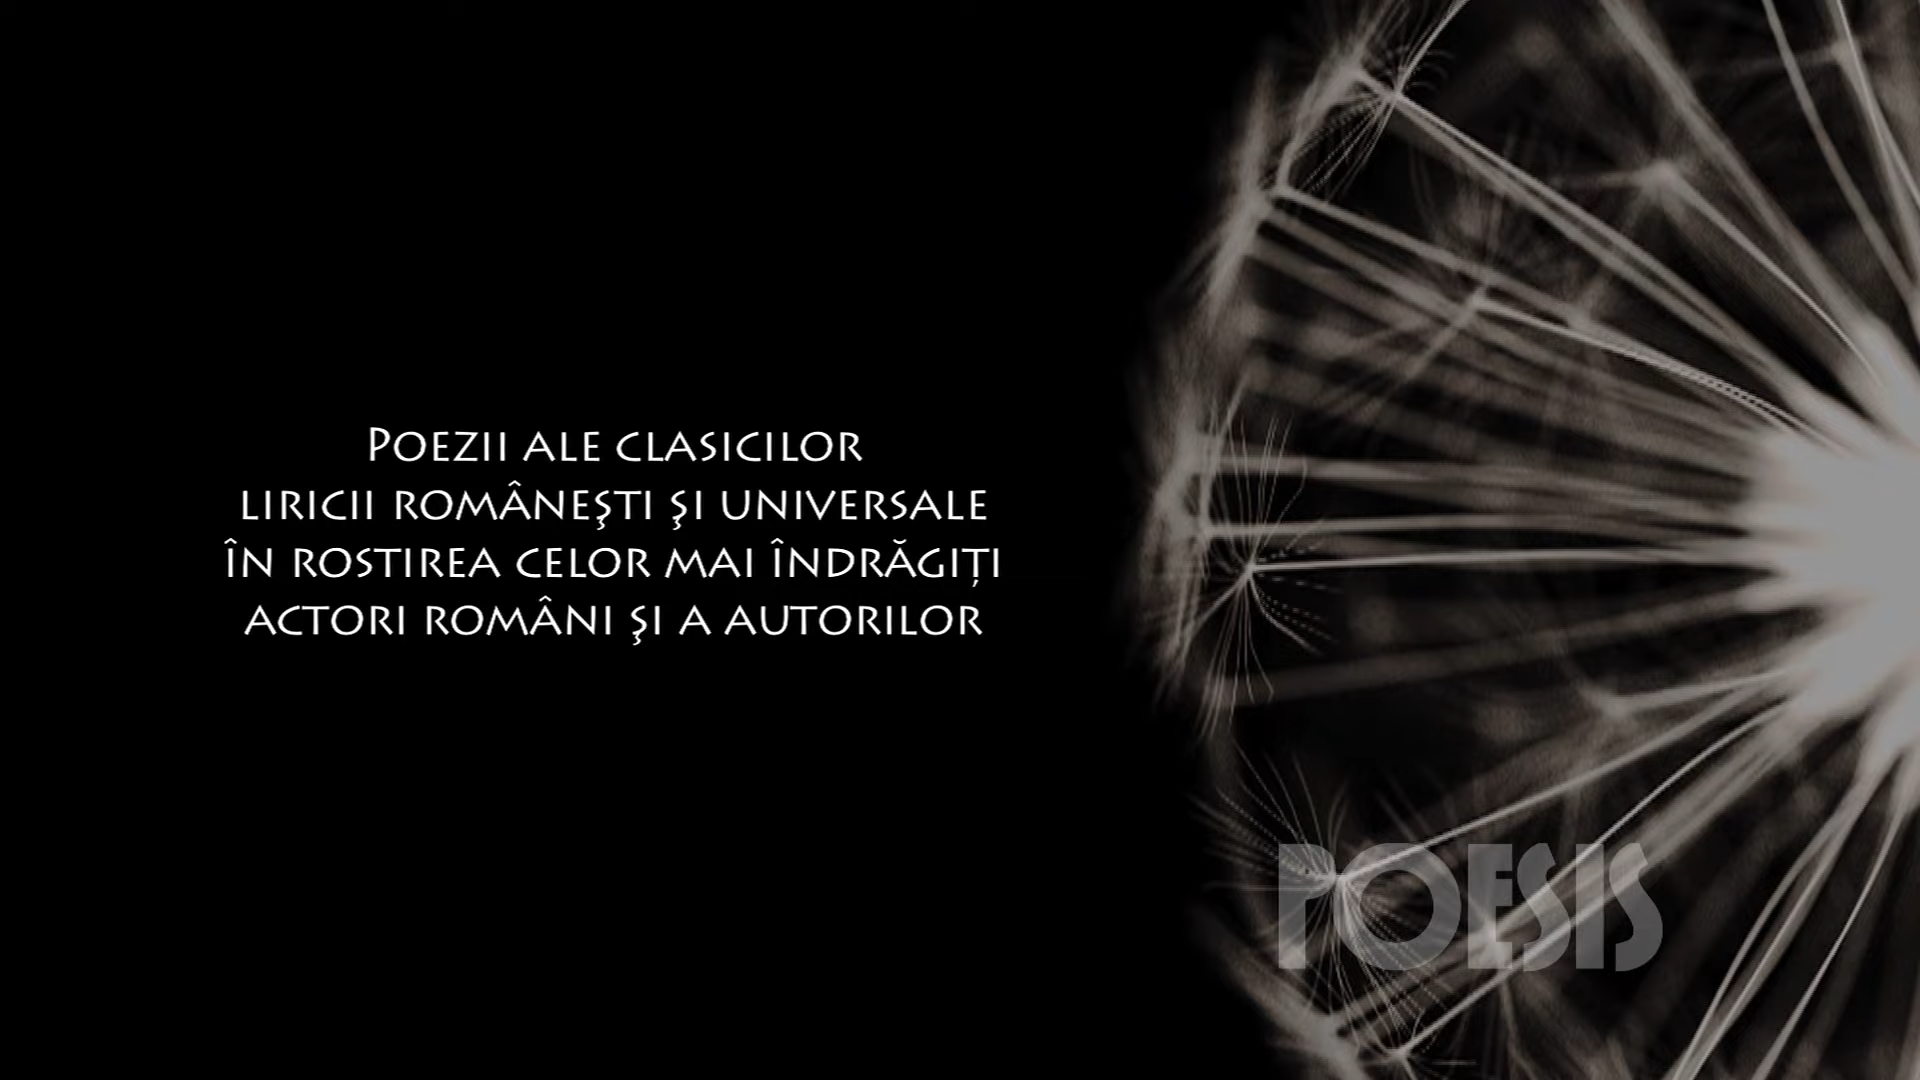 Poezii ale clasicilor
liricii româneşti şi universale
în rostirea celor mai îndrăgiți
actori români şi a autorilor
POESIS